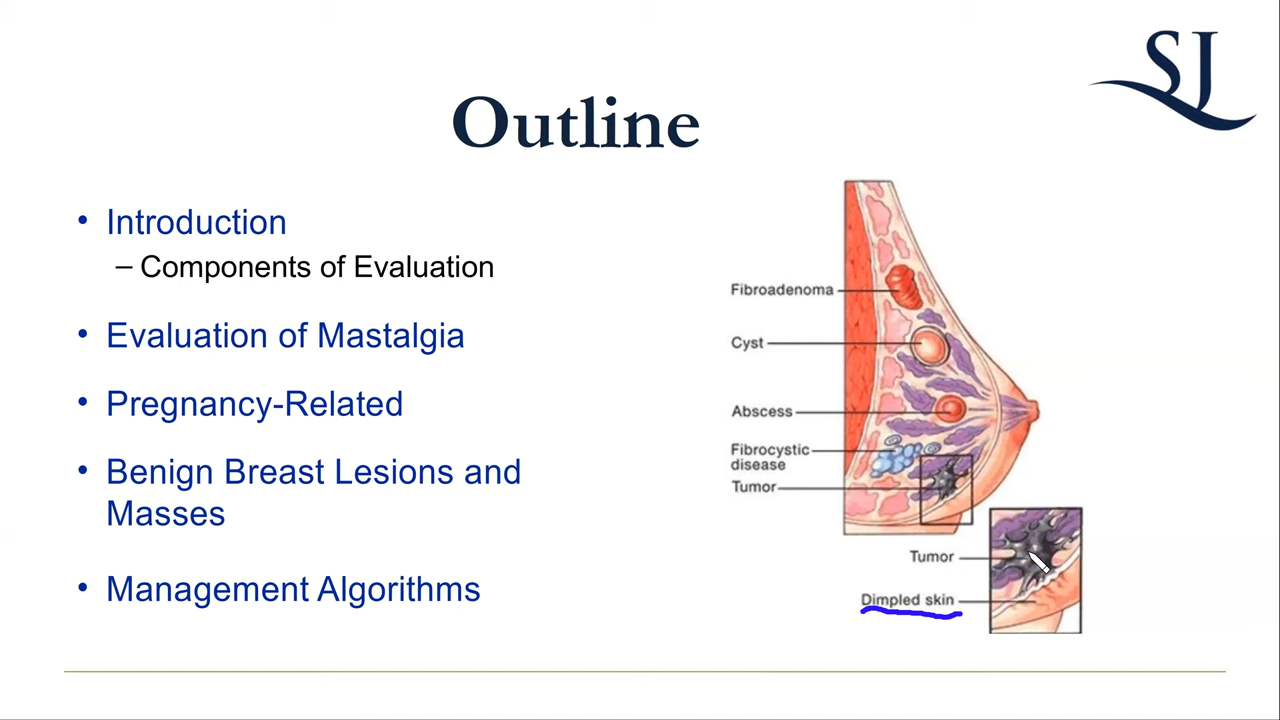 SJ
Outline
• Introduction
– Components of Evaluation
• Evaluation of Mastalgia
• Pregnancy-Related
• Benign Breast Lesions and
Masses
• Management Algorithms
Fibroadenoma
Cyst
Abscess
Fibrocystic
disease
Tumor
Tumor
Dimpled skin